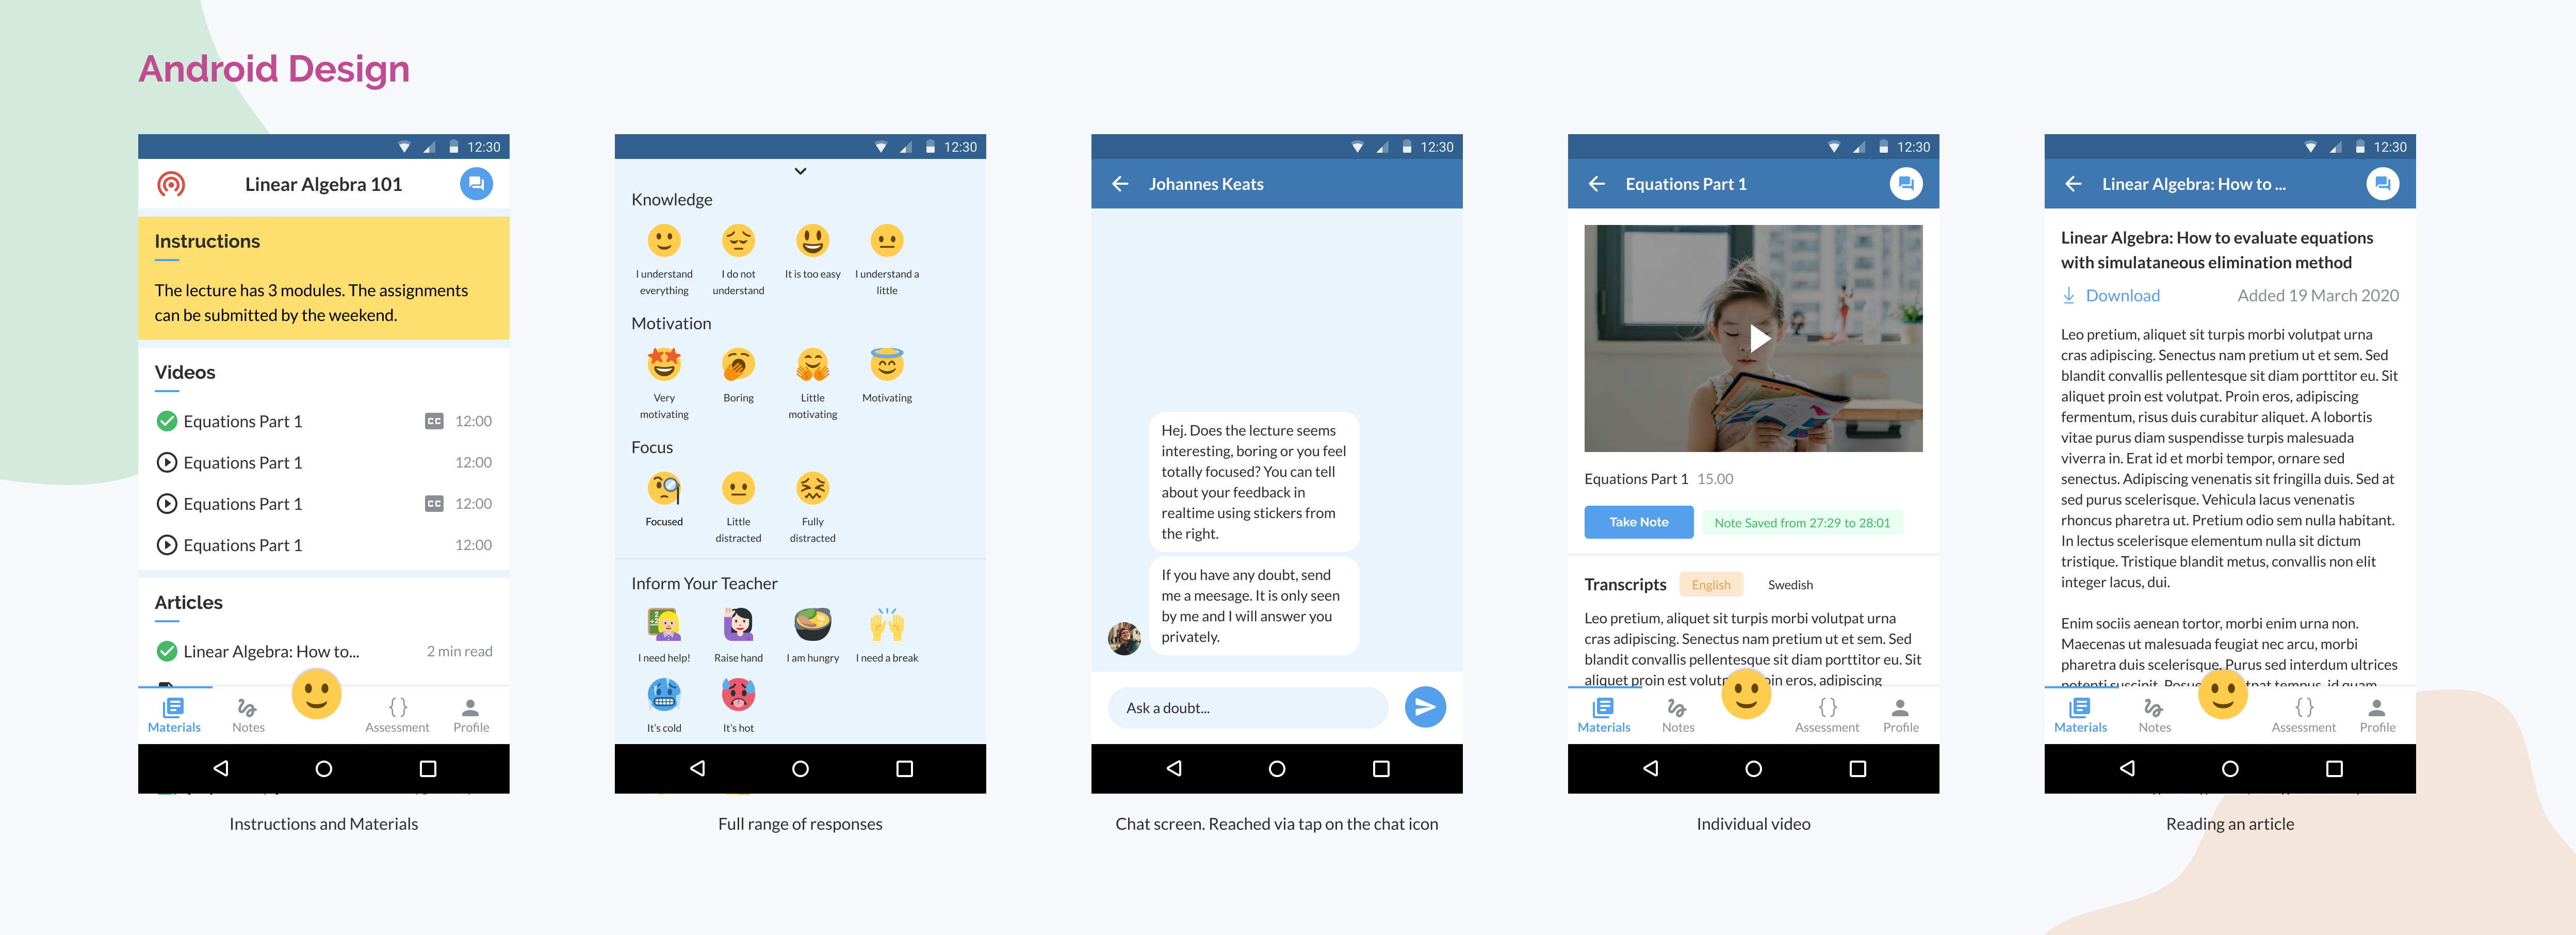 Android Design
12:30
Linear Algebra 101
Instructions
The lecture has 3 modules. The assignments
can be submitted by the weekend.
Videos
Equations Part 1 CC 12:00
Equations Part 1 12:00
Equations Part 1 CC 12:00
Equations Part 1 12:00
Articles
Linear Algebra: How to... 2 min read
Materials Notes Assessment Profile
Instructions and Materials
12:30
Knowledge
I understand
everything
I do not
understand
It is too easy
I understand a
little
Motivation
Very
motivating
Boring
Little
motivating
Motivating
Focus
Focused
Little
distracted
Fully
distracted
Inform Your Teacher
I need help!
Raise hand
I am hungry
I need a break
It's cold
It's hot
Full range of responses
12:30
Johannes Keats
Hej. Does the lecture seems
interesting, boring or you feel
totally focused? You can tell
about your feedback in
realtime using stickers from
the right.
If you have any doubt, send
me a meesage. It is only seen
by me and I will answer you
privately.
Ask a doubt...
Chat screen. Reached via tap on the chat icon
12:30
Equations Part 1
Equations Part 1 15.00
Take Note
Note Saved from 27:29 to 28:01
Transcripts English Swedish
Leo pretium, aliquet sit turpis morbi volutpat urna
cras adipiscing. Senectus nam pretium ut et sem. Sed
blandit convallis pellentesque sit diam porttitor eu. Sit
aliquet proin est volutp oin eros, adipiscing
Materials Notes Assessment Profile
Individual video
12:30
Linear Algebra: How to ...
Linear Algebra: How to evaluate equations
with simulataneous elimination method
Download Added 19 March 2020
Leo pretium, aliquet sit turpis morbi volutpat urna
cras adipiscing. Senectus nam pretium ut et sem. Sed
blandit convallis pellentesque sit diam porttitor eu. Sit
aliquet proin est volutpat. Proin eros, adipiscing
fermentum, risus duis curabitur aliquet. A lobortis
vitae purus diam suspendisse turpis malesuada
viverra in. Erat id et morbi tempor, ornare sed
senectus. Adipiscing venenatis sit fringilla duis. Sed at
sed purus scelerisque. Vehicula lacus venenatis
rhoncus pharetra ut. Pretium odio sem nulla habitant.
In lectus scelerisque elementum nulla sit dictum
tristique. Tristique blandit metus, convallis non elit
integer lacus, dui.
Enim sociis aenean tortor, morbi enim urna non.
Maecenas ut malesuada feugiat nec arcu, morbi
pharetra duis scelerisque. Purus sed interdum ultrices
Materials Notes Assessment Profile
Reading an article